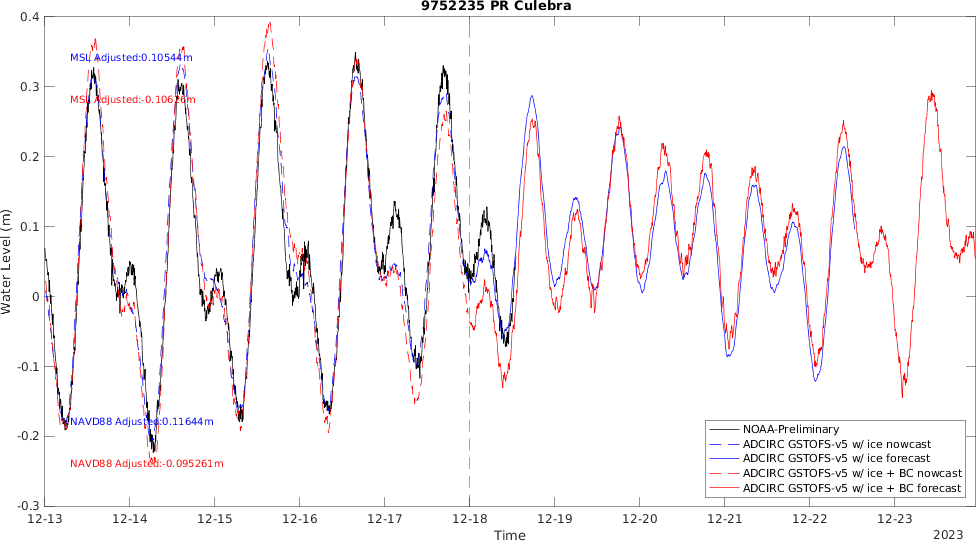 9752235 PR Culebra
0.4
0.3
0.2
0.1
0
-0.1
-0.2
-0.3
Water Level (m)
MSL Adjusted:0.10544m
MSL Adjusted:-0.10626m
NAVD88 Adjusted:0.11644m
NAVD88 Adjusted:-0.095261m
NOAA-Preliminary
ADCIRC GSTOFS-v5 w/ ice nowcast
ADCIRC GSTOFS-v5 w/ ice forecast
ADCIRC GSTOFS-v5 w/ ice + BC nowcast
ADCIRC GSTOFS-v5 w/ ice + BC forecast
12-13 12-14 12-15 12-16 12-17 12-18 12-19 12-20 12-21 12-22 12-23
Time
2023